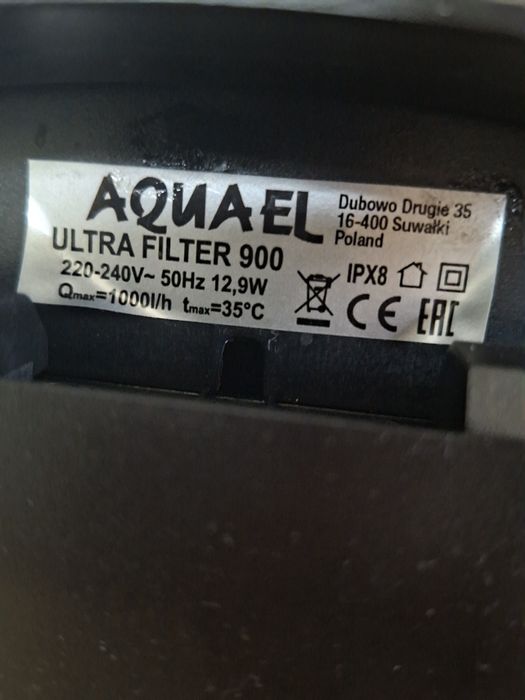 AQUAEL
Dubowo Drugie 35
16-400 Suwałki
Poland
ULTRA FILTER 900
220-240V~ 50Hz 12,9W
Qmax=1000l/h tmax=35°C
IPX8
CE EAC